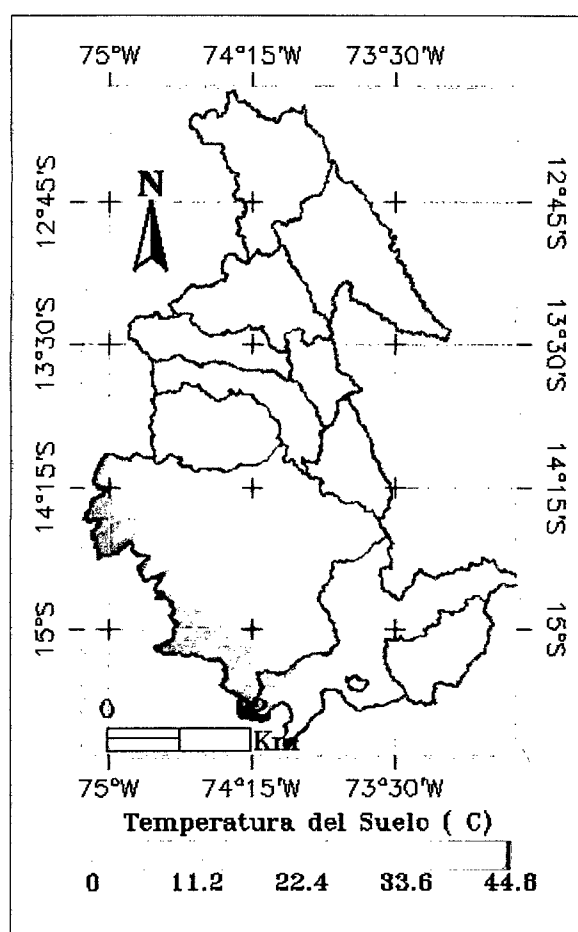 75°W 74°15'W 73°30'W
12°45'S 12°45'S
N
13°30'S 13°30'S
14°15'S 14°15'S
15°S 15°S
0
Km
75°W 74°15'W 73°30'W
Temperatura del Suelo ( C)
0 11.2 22.4 33.6 44.8